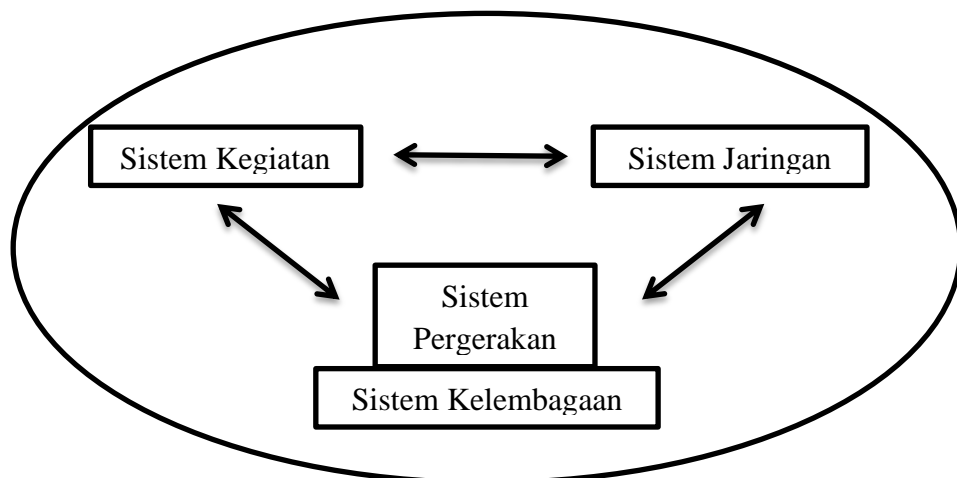 Sistem Kegiatan
Sistem Jaringan
Sistem
Pergerakan
Sistem Kelembagaan